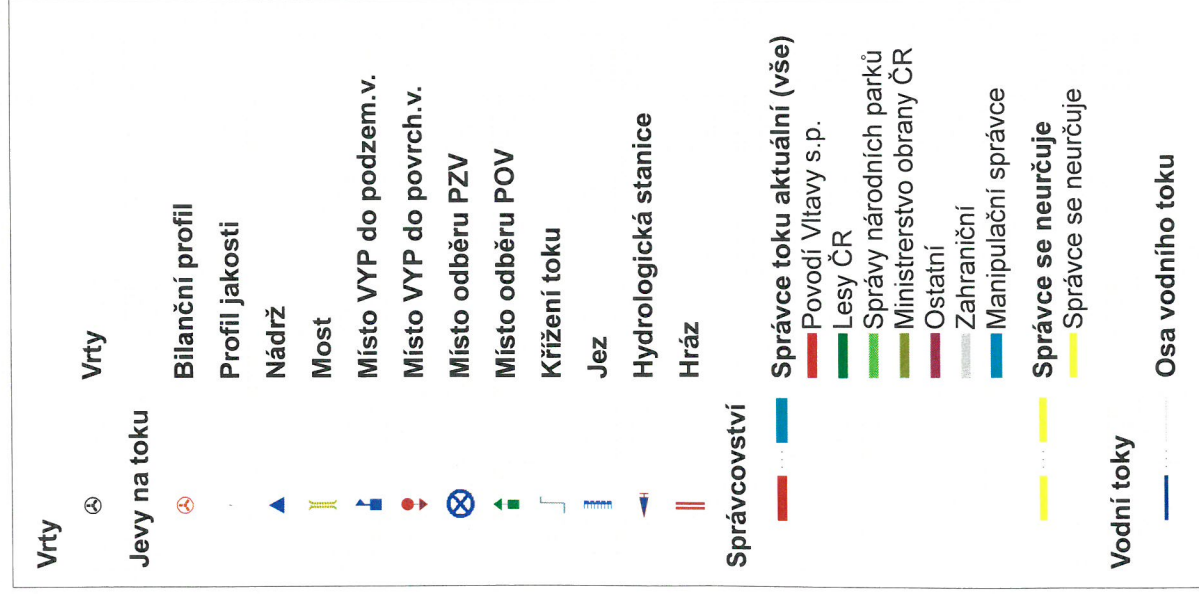 Vrty
Vrty
Jevy na toku
Bilanční profil
Profil jakosti
Nádrž
Most
Místo VYP do podzem.v.
Místo VYP do povrch.v.
Místo odběru PZV
Místo odběru POV
Křížení toku
Jez
Hydrologická stanice
Hráz
Správcovství
Správce toku aktuální (vše)
Povodí Vltavy s.p.
Lesy ČR
Správy národních parků
Ministerstvo obrany ČR
Ostatní
Zahraniční
Manipulační správce
Správce se neurčuje
Správce se neurčuje
Vodní toky
Osa vodního toku